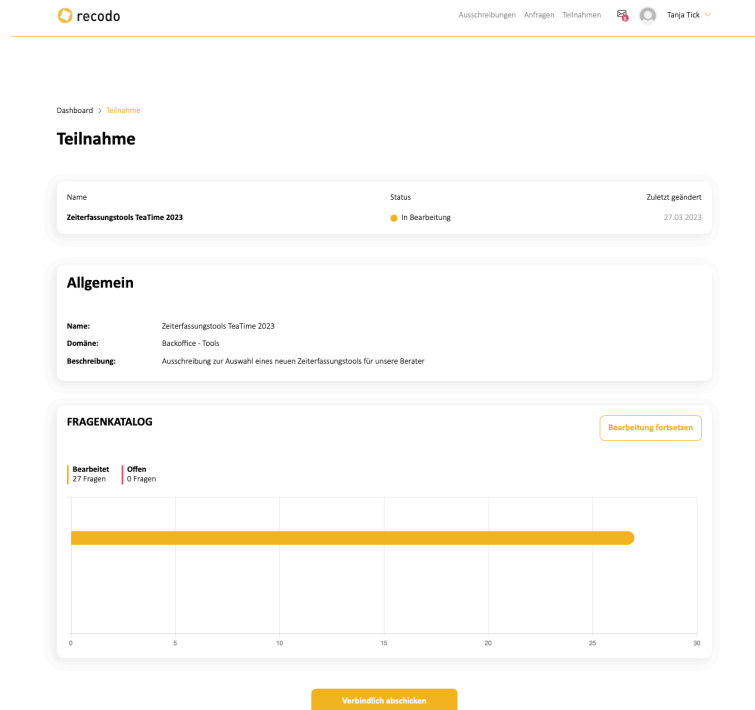 recodo
Ausschreibungen Anfragen Teilnahmen Tanja Tick
Dashboard > Teilnahme
Teilnahme
Name Status Zuletzt geändert
Zeiterfassungstools TeaTime 2023 In Bearbeitung 27.03.2023
Allgemein
Name: Zeiterfassungstools TeaTime 2023
Domäne: Backoffice - Tools
Beschreibung: Ausschreibung zur Auswahl eines neuen Zeiterfassungstools für unsere Berater
FRAGENKATALOG Bearbeitung fortsetzen
Bearbeitet Offen
27 Fragen 0 Fragen
0 5 10 15 20 25 30
Verbindlich abschicken